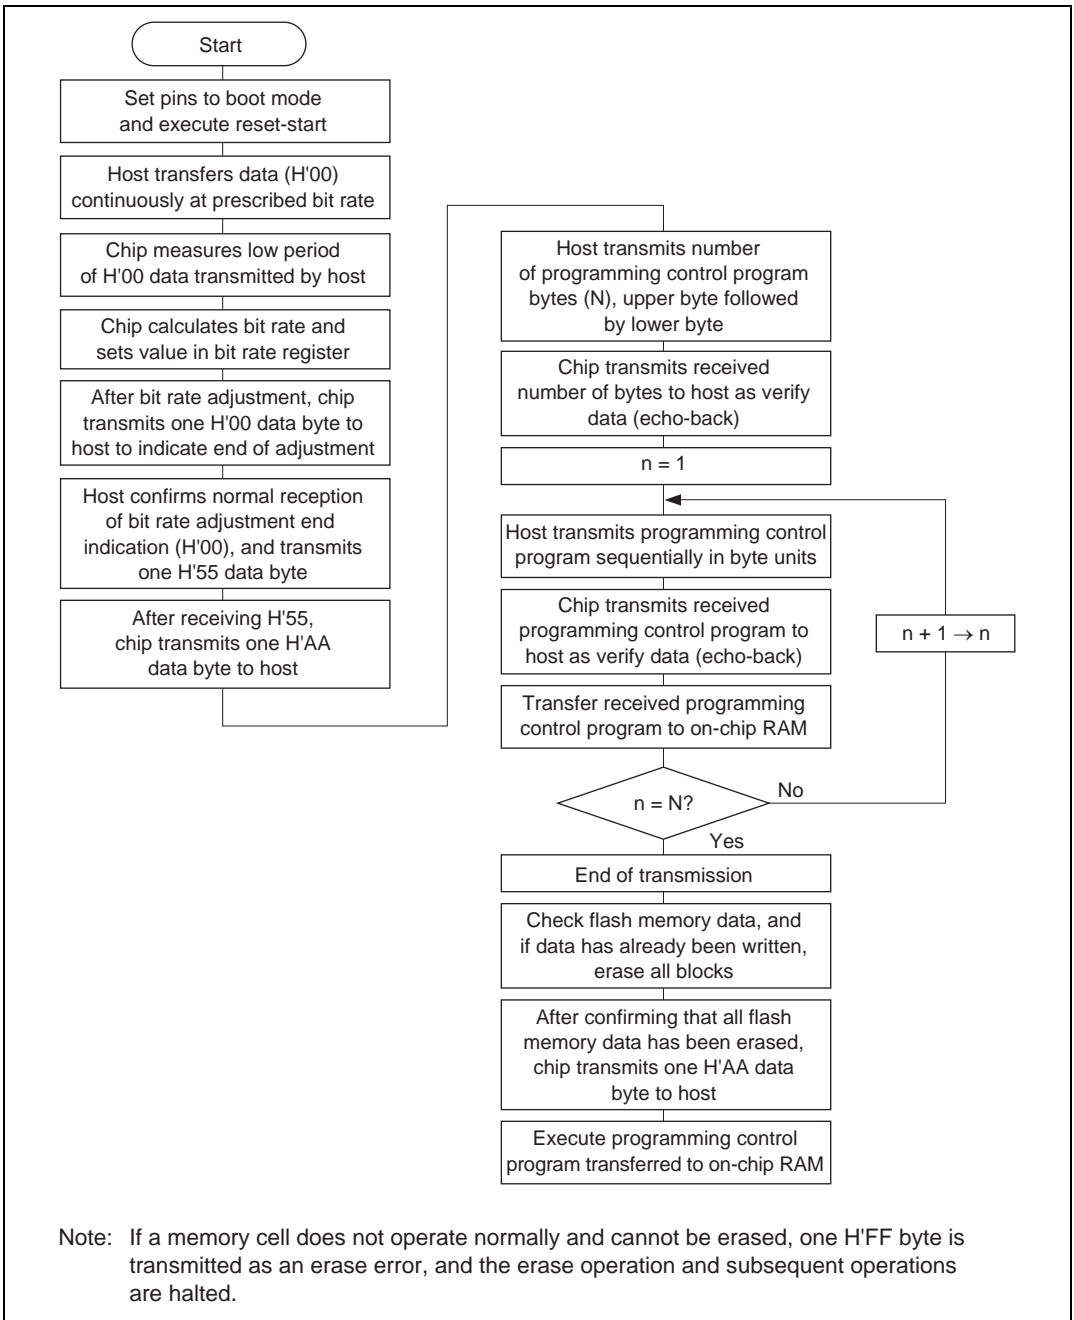 Start
Set pins to boot mode
and execute reset-start
Host transfers data (H'00)
continuously at prescribed bit rate
Chip measures low period
of H'00 data transmitted by host
Chip calculates bit rate and
sets value in bit rate register
After bit rate adjustment, chip
transmits one H'00 data byte to
host to indicate end of adjustment
Host confirms normal reception
of bit rate adjustment end
indication (H'00), and transmits
one H'55 data byte
After receiving H'55,
chip transmits one H'AA
data byte to host
Host transmits number
of programming control program
bytes (N), upper byte followed
by lower byte
Chip transmits received
number of bytes to host as verify
data (echo-back)
n = 1
Host transmits programming control
program sequentially in byte units
Chip transmits received
programming control program to
host as verify data (echo-back)
n + 1 → n
Transfer received programming
control program to on-chip RAM
n = N?
No
Yes
End of transmission
Check flash memory data, and
if data has already been written,
erase all blocks
After confirming that all flash
memory data has been erased,
chip transmits one H'AA data
byte to host
Execute programming control
program transferred to on-chip RAM
Note: If a memory cell does not operate normally and cannot be erased, one H'FF byte is
transmitted as an erase error, and the erase operation and subsequent operations
are halted.